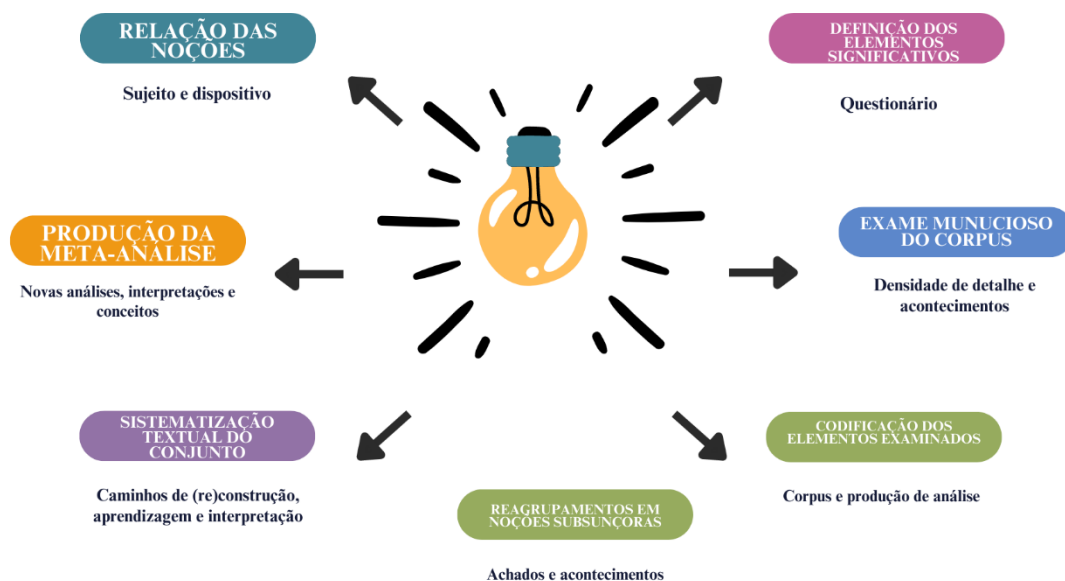 RELAÇÃO DAS
NOÇÕES
Sujeito e dispositivo
DEFINIÇÃO DOS
ELEMENTOS
SIGNIFICATIVOS
Questionário
PRODUÇÃO DA
META-ANÁLISE
Novas análises, interpretações e
conceitos
EXAME MUNUCIOSO
DO CORPUS
Densidade de detalhe e
acontecimentos
SISTEMATIZAÇÃO
TEXTUAL DO
CONJUNTO
Caminhos de (re)construção,
aprendizagem e interpretação
CODIFICAÇÃO DOS
ELEMENTOS EXAMINADOS
Corpus e produção de análise
REAGRUPAMENTOS EM
NOÇÕES SUBSUNÇORAS
Achados e acontecimentos